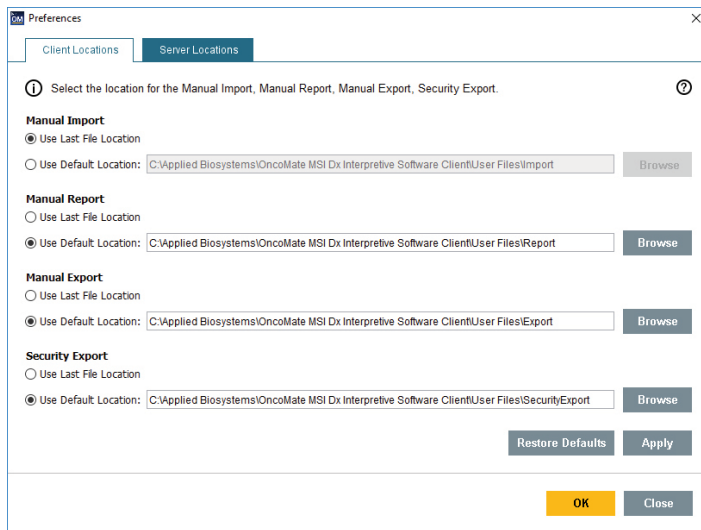 OM Preferences
Client Locations
Server Locations
Select the location for the Manual Import, Manual Report, Manual Export, Security Export.
Manual Import
Use Last File Location
Use Default Location: C:\Applied Biosystems\OncoMate MSI Dx Interpretive Software Client\User Files\Import Browse
Manual Report
Use Last File Location
Use Default Location: C:\Applied Biosystems\OncoMate MSI Dx Interpretive Software Client\User Files\Report Browse
Manual Export
Use Last File Location
Use Default Location: C:\Applied Biosystems\OncoMate MSI Dx Interpretive Software Client\User Files\Export Browse
Security Export
Use Last File Location
Use Default Location: C:\Applied Biosystems\OncoMate MSI Dx Interpretive Software Client\User Files\SecurityExport Browse
Restore Defaults Apply
OK Close